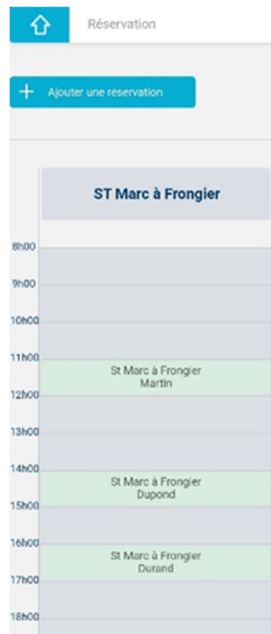 Réservation
Ajouter une réservation
ST Marc à Frongier
8h00
9h00
10h00
11h00
St Marc à Frongier
Martin
12h00
13h00
14h00
St Marc à Frongier
Dupond
15h00
16h00
St Marc à Frongier
Durand
17h00
18h00